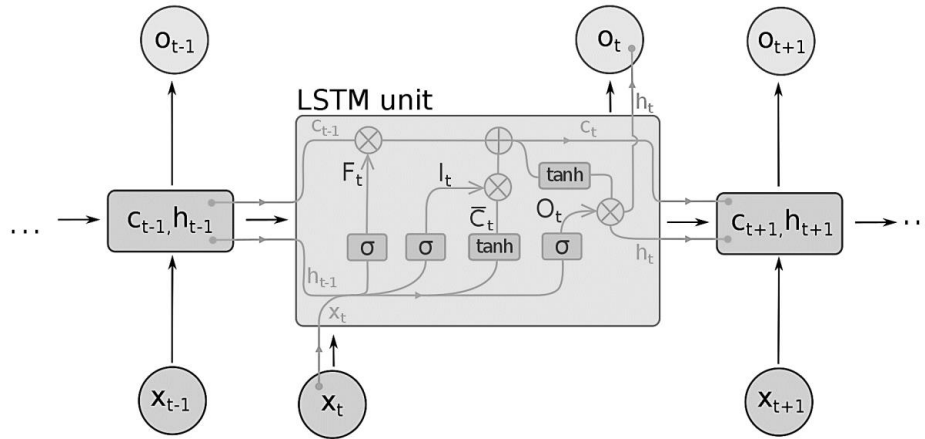 o_{t-1}
o_t
o_{t+1}
LSTM unit
h_t
c_{t-1}
c_t
F_t
I_t
tanh
C̅_t
O_t
c_{t-1},h_{t-1}
c_{t+1},h_{t+1}
...
..
σ
σ
tanh
σ
h_{t-1}
h_t
x_t
x_{t-1}
x_t
x_{t+1}